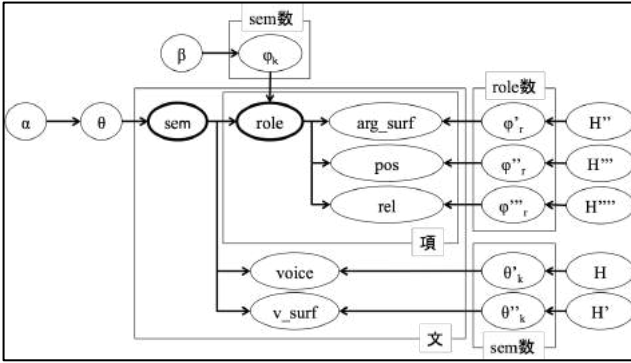 sem数
β
φk
role数
α
θ
sem
role
arg_surf
φ'r
H''
pos
φ''r
H'''
rel
φ'''r
H''''
項
voice
θ'k
H
v_surf
θ''k
H'
文
sem数